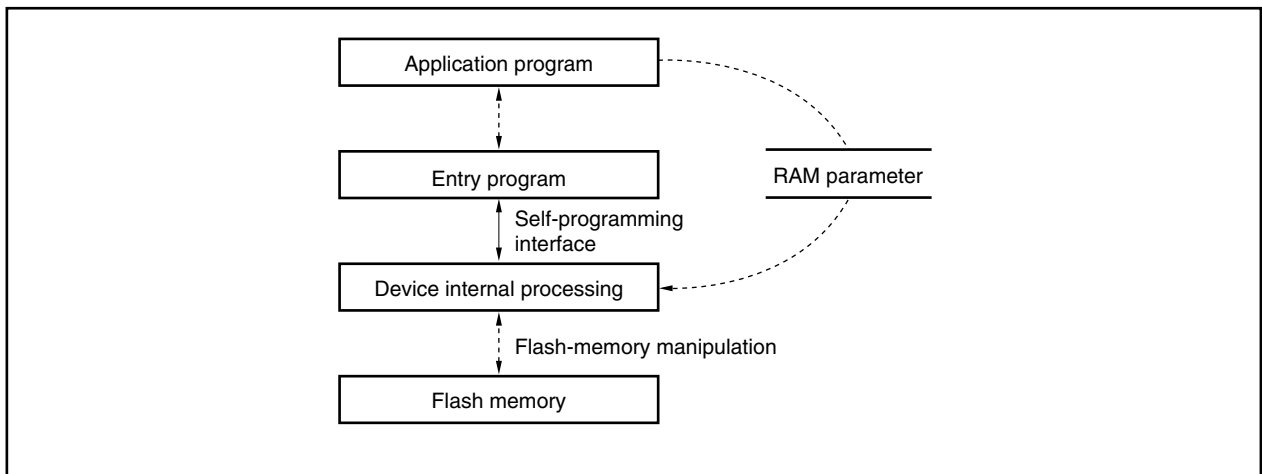 Application program
Entry program
RAM parameter
Self-programming
interface
Device internal processing
Flash-memory manipulation
Flash memory